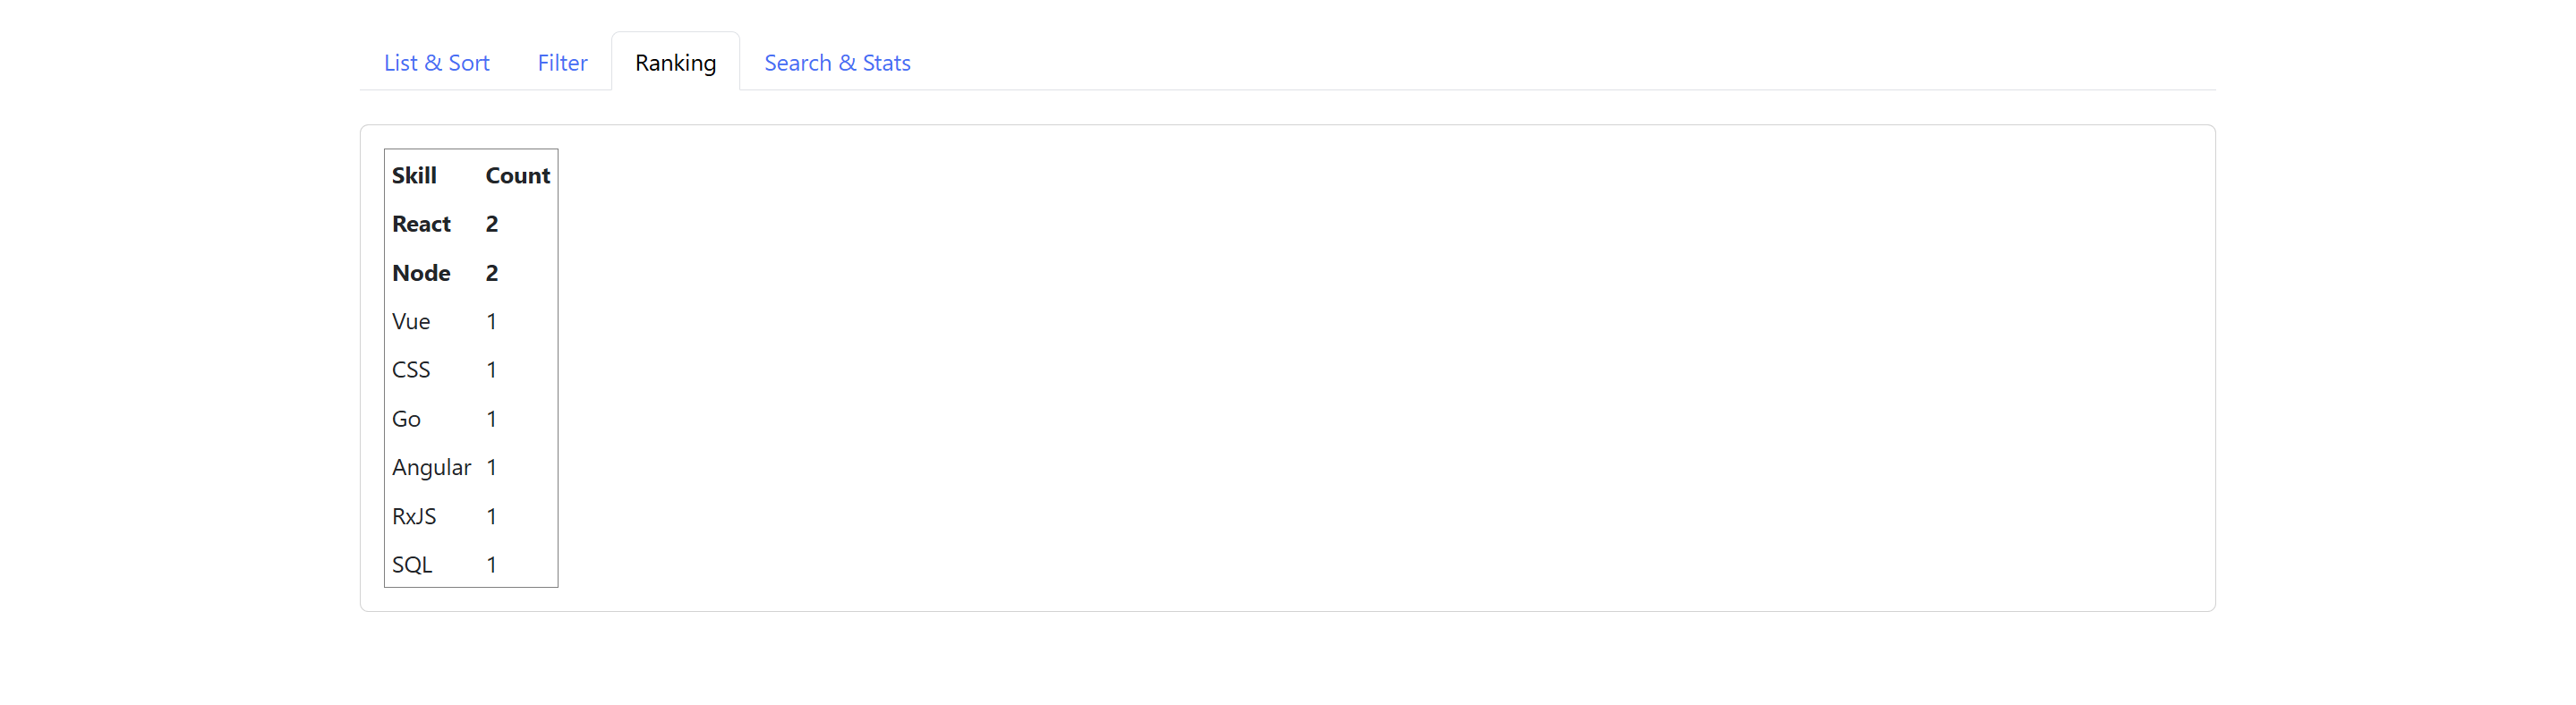 List & Sort Filter Ranking Search & Stats
Skill Count
React 2
Node 2
Vue 1
CSS 1
Go 1
Angular 1
RxJS 1
SQL 1